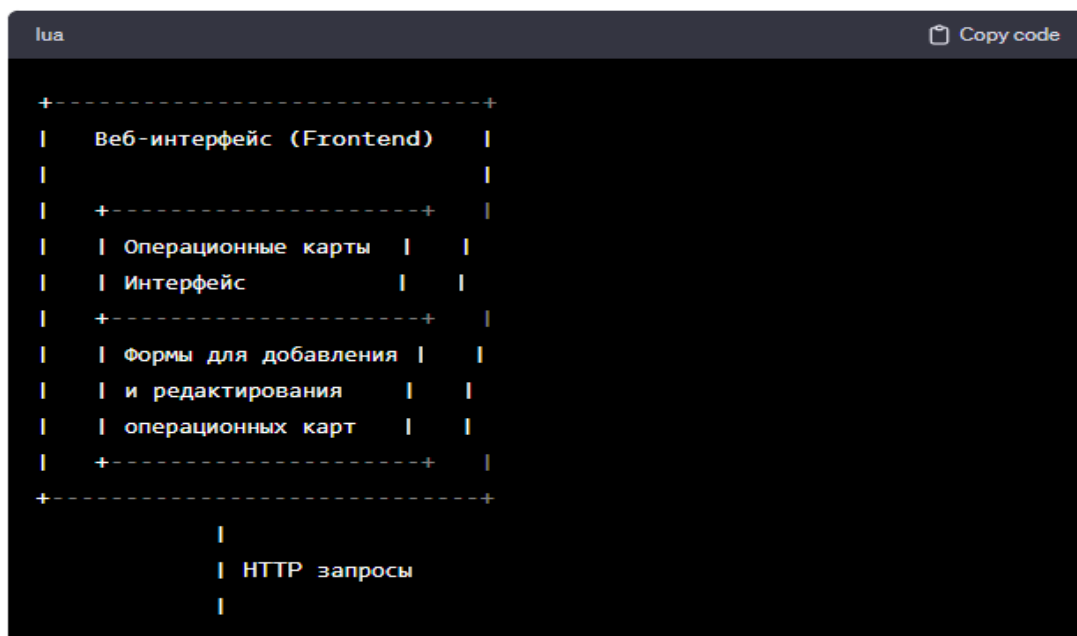 lua
Copy code
+-----------------------------+
|   Веб-интерфейс (Frontend)   |
|                              |
|   +---------------------+   |
|   | Операционные карты  |   |
|   | Интерфейс           |   |
|   +---------------------+   |
|   | Формы для добавления |   |
|   | и редактирования    |   |
|   | операционных карт   |   |
|   +---------------------+   |
+-----------------------------+
            |
            | HTTP запросы
            |